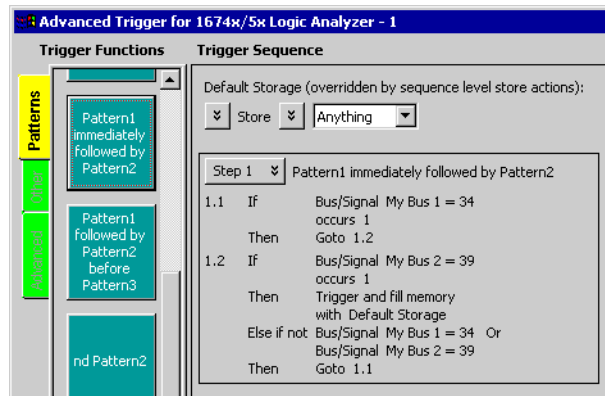 Advanced Trigger for 1674x/5x Logic Analyzer - 1
Trigger Functions
Trigger Sequence
Patterns
Other
Advanced
Pattern1
immediately
followed by
Pattern2
Pattern1
followed by
Pattern2
before
Pattern3
nd Pattern2
Default Storage (overridden by sequence level store actions):
Store Anything
Step 1 Pattern1 immediately followed by Pattern2
1.1 If Bus/Signal My Bus 1 = 34
occurs 1
Then Goto 1.2
1.2 If Bus/Signal My Bus 2 = 39
occurs 1
Then Trigger and fill memory
with Default Storage
Else if not Bus/Signal My Bus 1 = 34 Or
Bus/Signal My Bus 2 = 39
Then Goto 1.1